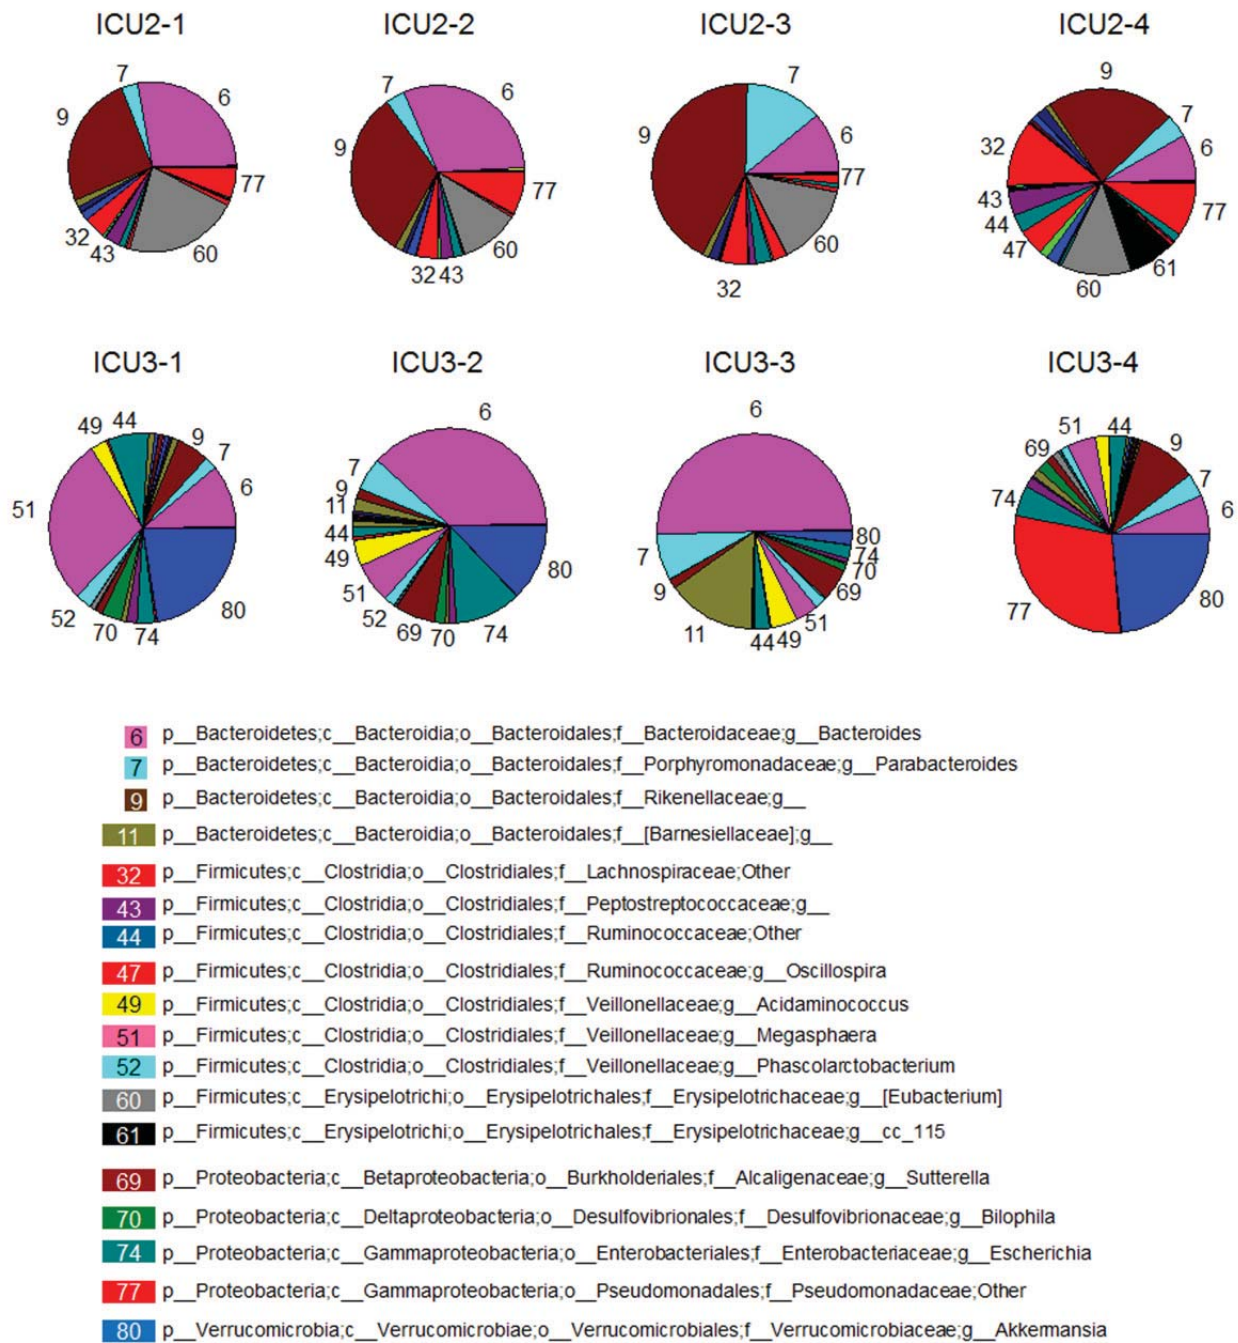 ICU2-1 ICU2-2 ICU2-3 ICU2-4
7 6 9 77 32 43 60
7 6 9 77 60 32 43
7 6 9 77 60 32
9 7 6 32 77 43 44 47 61 60
ICU3-1 ICU3-2 ICU3-3 ICU3-4
49 44 9 7 6 51 80 52 70 74
6 7 9 11 44 49 80 51 52 69 70 74
6 80 74 70 69 7 9 11 44 49 51
51 44 69 9 7 74 6 77 80
6 p__Bacteroidetes;c__Bacteroidia;o__Bacteroidales;f__Bacteroidaceae;g__Bacteroides
7 p__Bacteroidetes;c__Bacteroidia;o__Bacteroidales;f__Porphyromonadaceae;g__Parabacteroides
9 p__Bacteroidetes;c__Bacteroidia;o__Bacteroidales;f__Rikenellaceae;g__
11 p__Bacteroidetes;c__Bacteroidia;o__Bacteroidales;f__[Barnesiellaceae];g__
32 p__Firmicutes;c__Clostridia;o__Clostridiales;f__Lachnospiraceae;Other
43 p__Firmicutes;c__Clostridia;o__Clostridiales;f__Peptostreptococcaceae;g__
44 p__Firmicutes;c__Clostridia;o__Clostridiales;f__Ruminococcaceae;Other
47 p__Firmicutes;c__Clostridia;o__Clostridiales;f__Ruminococcaceae;g__Oscillospira
49 p__Firmicutes;c__Clostridia;o__Clostridiales;f__Veillonellaceae;g__Acidaminococcus
51 p__Firmicutes;c__Clostridia;o__Clostridiales;f__Veillonellaceae;g__Megasphaera
52 p__Firmicutes;c__Clostridia;o__Clostridiales;f__Veillonellaceae;g__Phascolarctobacterium
60 p__Firmicutes;c__Erysipelotrichi;o__Erysipelotrichales;f__Erysipelotrichaceae;g__[Eubacterium]
61 p__Firmicutes;c__Erysipelotrichi;o__Erysipelotrichales;f__Erysipelotrichaceae;g__cc_115
69 p__Proteobacteria;c__Betaproteobacteria;o__Burkholderiales;f__Alcaligenaceae;g__Sutterella
70 p__Proteobacteria;c__Deltaproteobacteria;o__Desulfovibrionales;f__Desulfovibrionaceae;g__Bilophila
74 p__Proteobacteria;c__Gammaproteobacteria;o__Enterobacteriales;f__Enterobacteriaceae;g__Escherichia
77 p__Proteobacteria;c__Gammaproteobacteria;o__Pseudomonadales;f__Pseudomonadaceae;Other
80 p__Verrucomicrobia;c__Verrucomicrobiae;o__Verrucomicrobiales;f__Verrucomicrobiaceae;g__Akkermansia